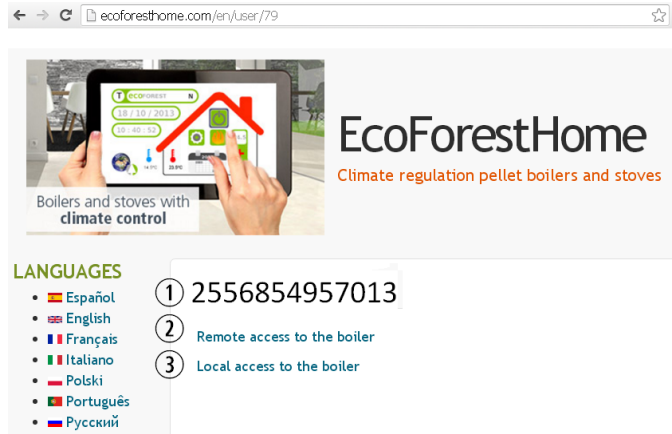 ecoforesthome.com/en/user/79
T ECOFOREST N
18 / 10 / 2013
10 : 40 : 52
Boilers and stoves with
climate control
EcoForestHome
Climate regulation pellet boilers and stoves
LANGUAGES
Español
English
Français
Italiano
Polski
Português
Русский
1 2556854957013
2 Remote access to the boiler
3 Local access to the boiler